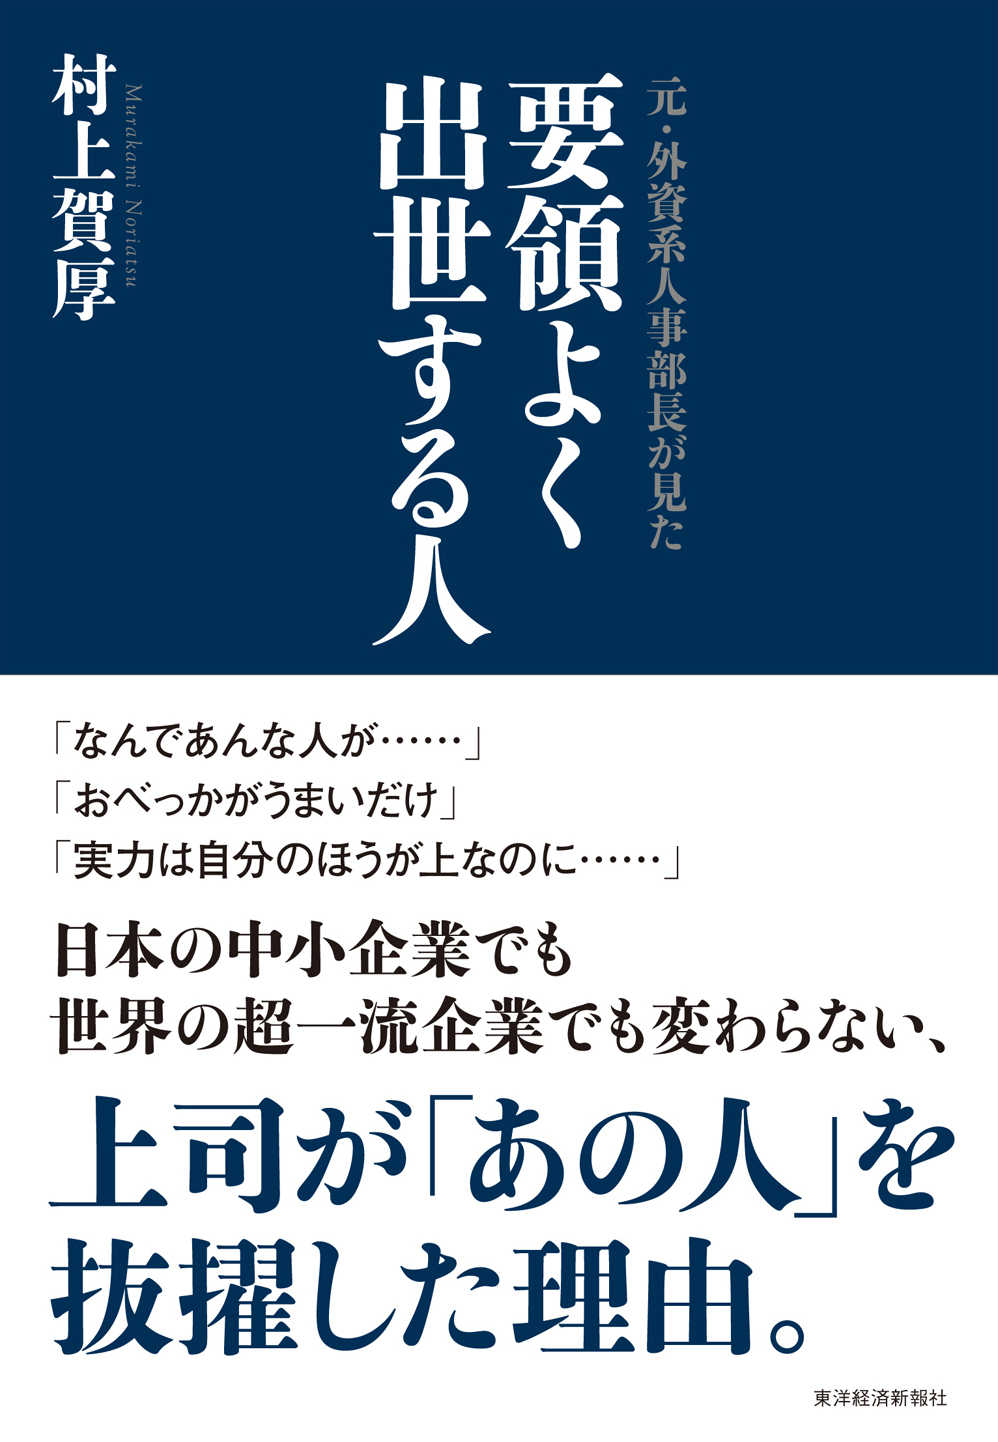 元・外資系人事部長が見た
要領よく
出世する人
Murakami Noriatsu
村上賀厚
「なんであんな人が……」
「おべっかがうまいだけ」
「実力は自分のほうが上なのに……」
日本の中小企業でも
世界の超一流企業でも変わらない、
上司が「あの人」を
抜擢した理由。
東洋経済新報社